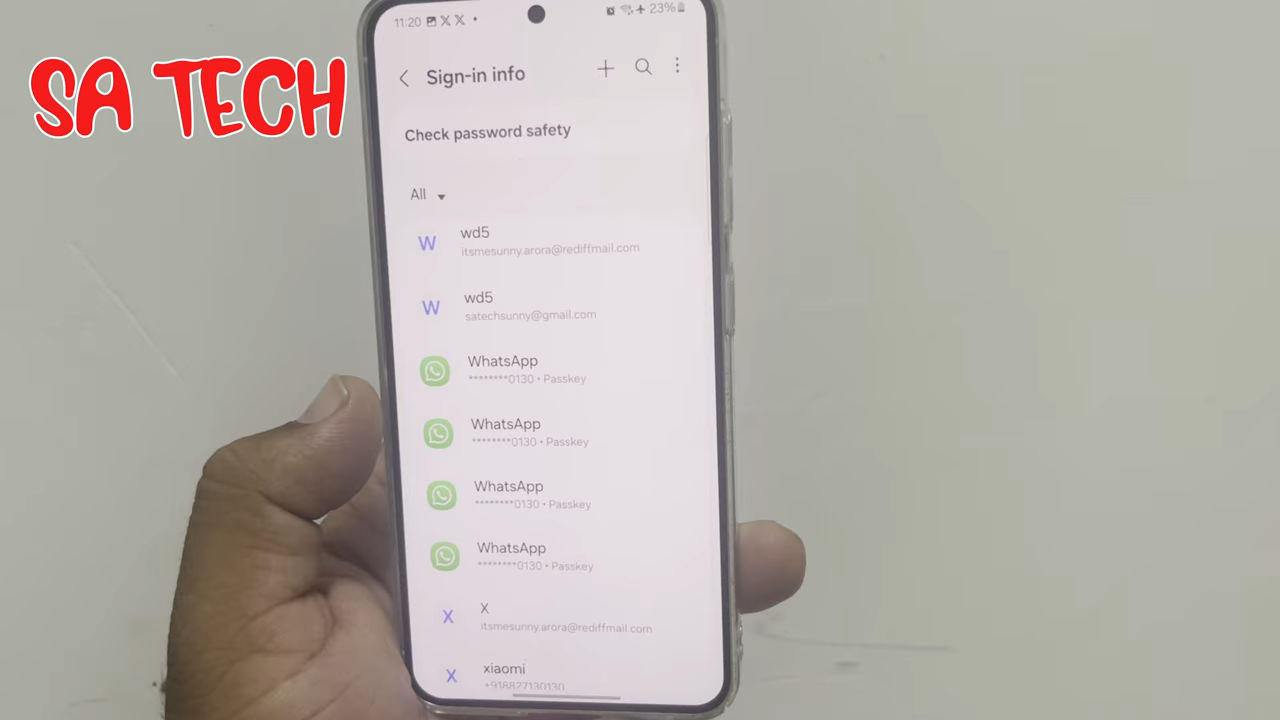 SA TECH
11:20 X X 23%
Sign-in info
Check password safety
All
W wd5
itsmesunny.arora@rediffmail.com
W wd5
satechsunny@gmail.com
WhatsApp
********0130 • Passkey
WhatsApp
********0130 • Passkey
WhatsApp
********0130 • Passkey
WhatsApp
********0130 • Passkey
X X
itsmesunny.arora@rediffmail.com
X xiaomi
+918827130130